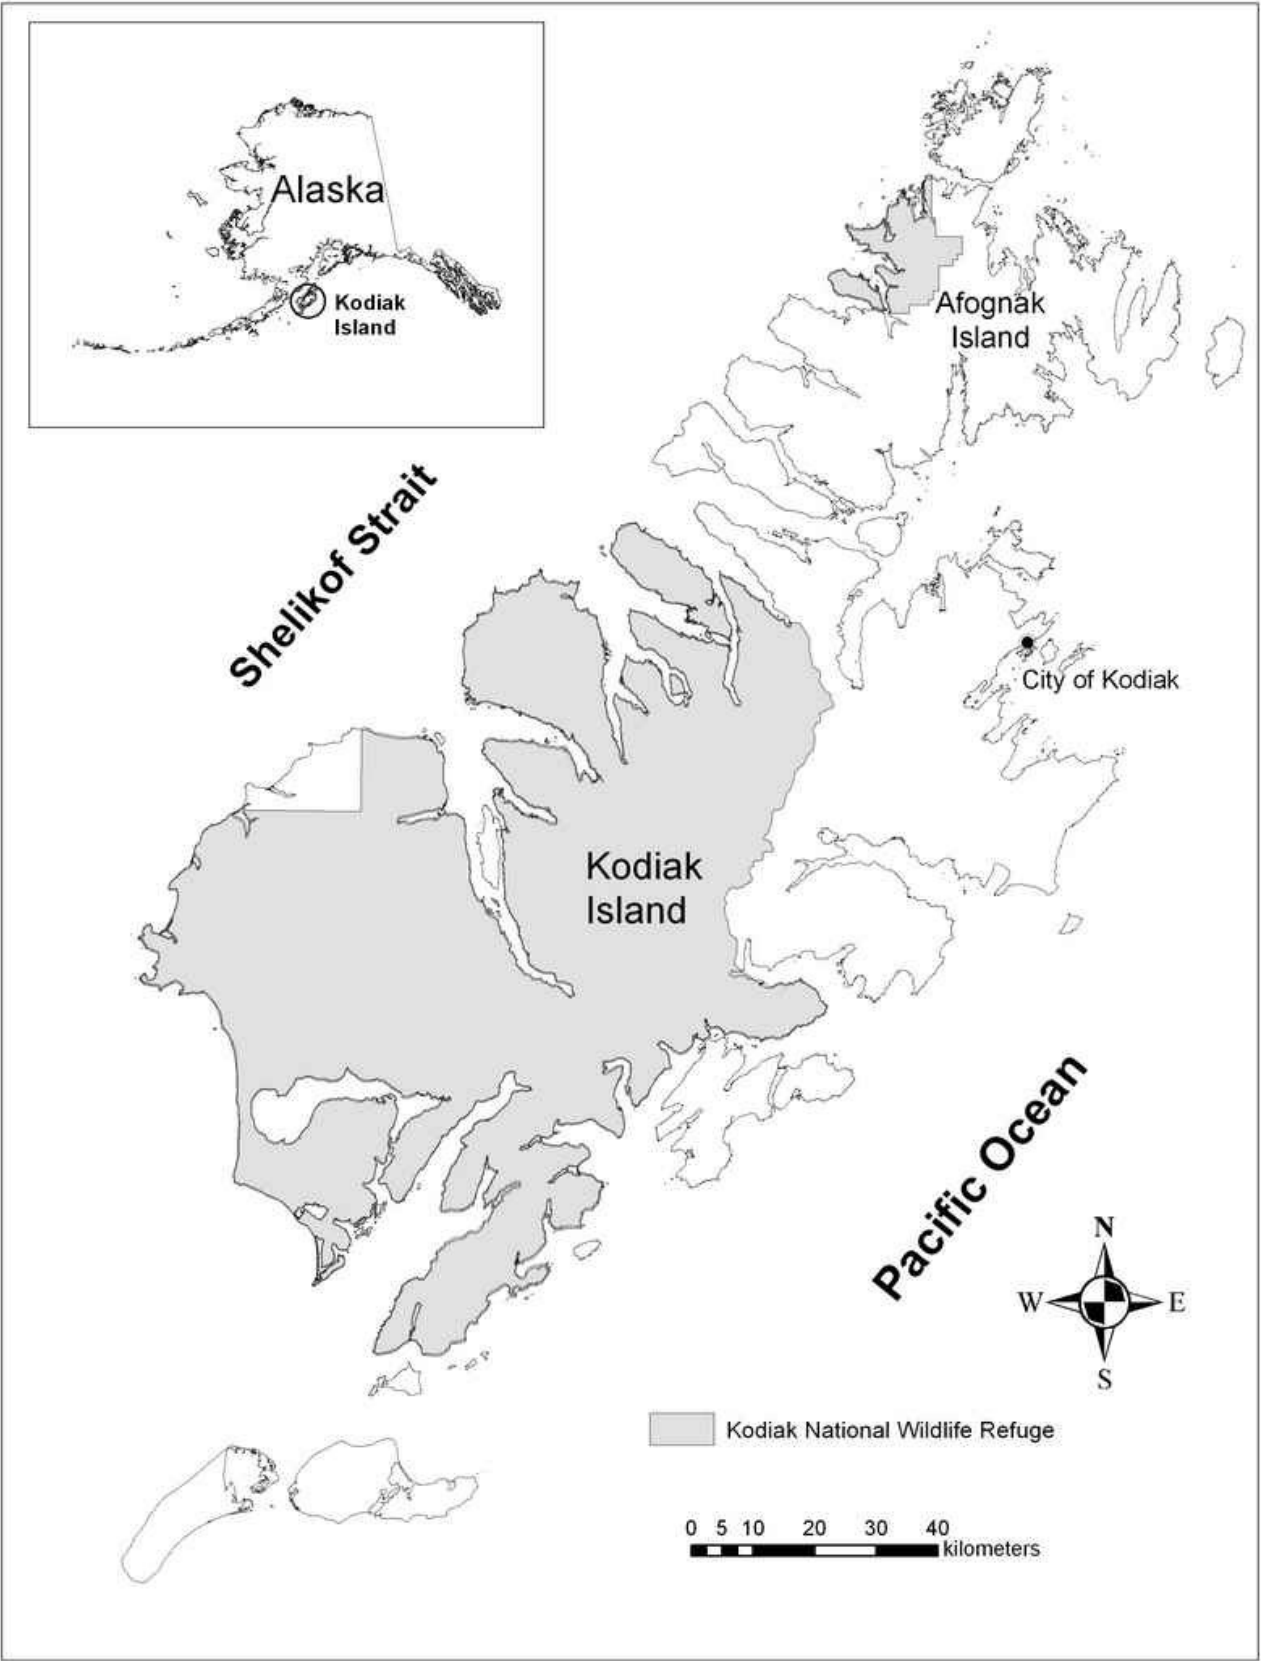 Alaska
Kodiak
Island
Afognak
Island
Shelikof Strait
City of Kodiak
Kodiak
Island
Pacific Ocean
N
W
E
S
Kodiak National Wildlife Refuge
0 5 10 20 30 40
kilometers